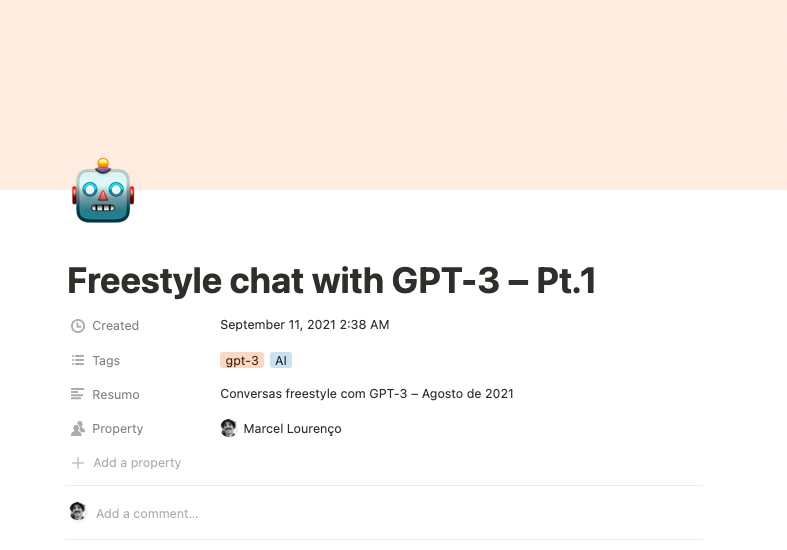 Freestyle chat with GPT-3 – Pt.1
Created September 11, 2021 2:38 AM
Tags gpt-3 AI
Resumo Conversas freestyle com GPT-3 – Agosto de 2021
Property Marcel Lourenço
Add a property
Add a comment...